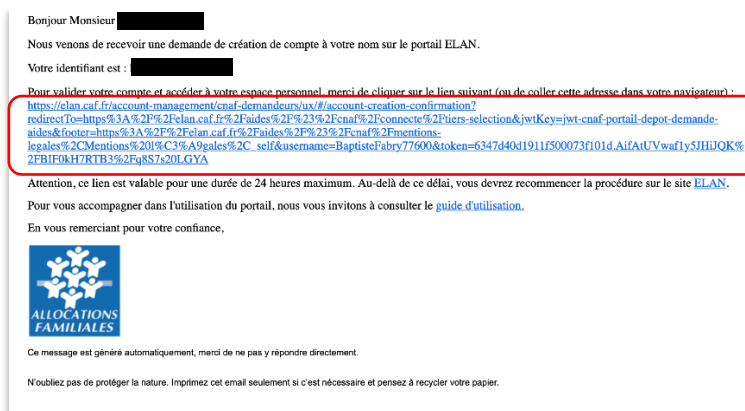 Bonjour Monsieur
Nous venons de recevoir une demande de création de compte à votre nom sur le portail ELAN.
Votre identifiant est :
Pour valider votre compte et accéder à votre espace personnel, merci de cliquer sur le lien suivant (ou de coller cette adresse dans votre navigateur) :
https://elan.caf.fr/account-management/cnaf-demandeurs/ux/#/account-creation-confirmation?
redirectTo=https%3A%2F%2Felan.caf.fr%2Faides%2F%23%2Fcnaf%2Fconnecte%2Ftiers-selection&jwtKey=jwt-cnaf-portail-depot-demande-
aides&footer=https%3A%2F%2Felan.caf.fr%2Faides%2F%23%2Fcnaf%2Fmentions-
legales%2CMentions%20l%C3%A9gales%2C_self&username=BaptisteFabry77600&token=6347d40d1911f500073f101d.AifAtUVwaf1y5JHiJQK%
2FBIF0kH7RTB3%2Fq8S7s20LGYA
Attention, ce lien est valable pour une durée de 24 heures maximum. Au-delà de ce délai, vous devrez recommencer la procédure sur le site ELAN.
Pour vous accompagner dans l'utilisation du portail, nous vous invitons à consulter le guide d'utilisation.
En vous remerciant pour votre confiance,
ALLOCATIONS
FAMILIALES
Ce message est généré automatiquement, merci de ne pas y répondre directement.
N'oubliez pas de protéger la nature. Imprimez cet email seulement si c'est nécessaire et pensez à recycler votre papier.